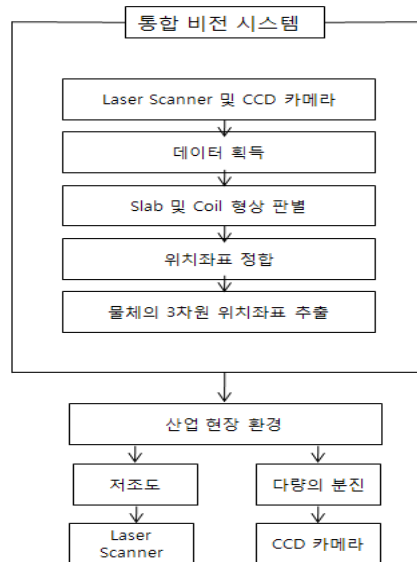 통합 비전 시스템
Laser Scanner 및 CCD 카메라
데이터 획득
Slab 및 Coil 형상 판별
위치좌표 정합
물체의 3차원 위치좌표 추출
산업 현장 환경
저조도
다량의 분진
Laser
Scanner
CCD 카메라